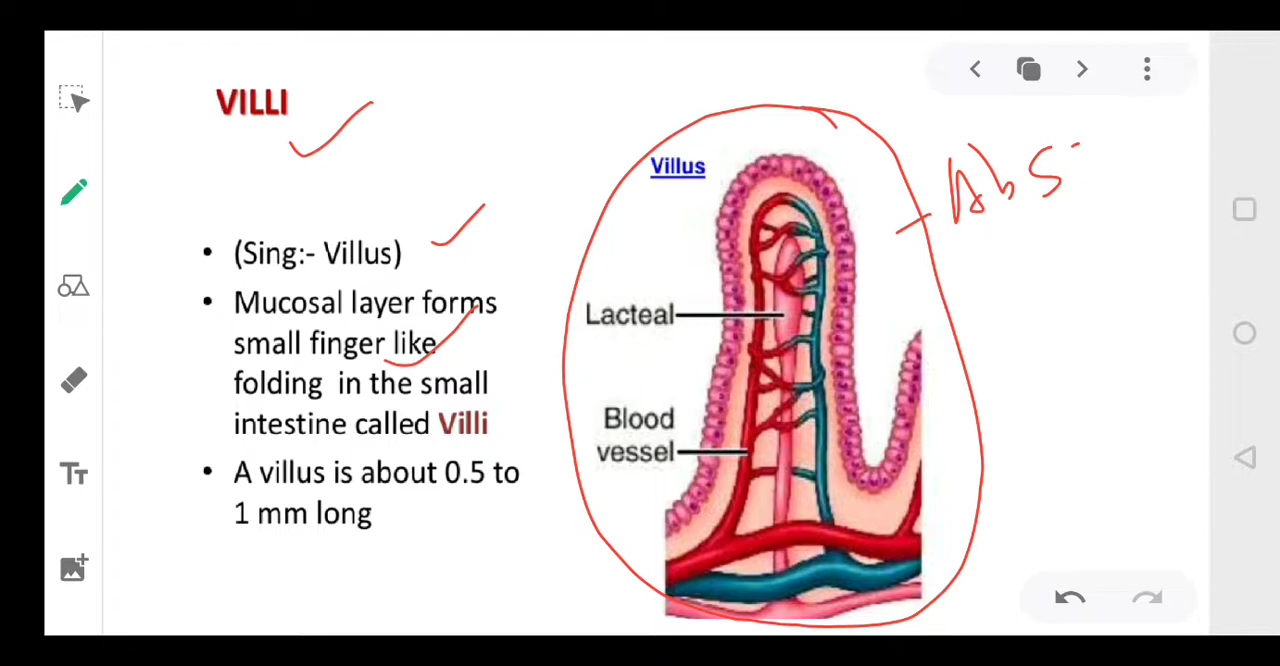 VILLI
• (Sing:- Villus)
• Mucosal layer forms
small finger like
folding in the small
intestine called Villi
• A villus is about 0.5 to
1 mm long
Villus
Lacteal
Blood
vessel
Abs
TT